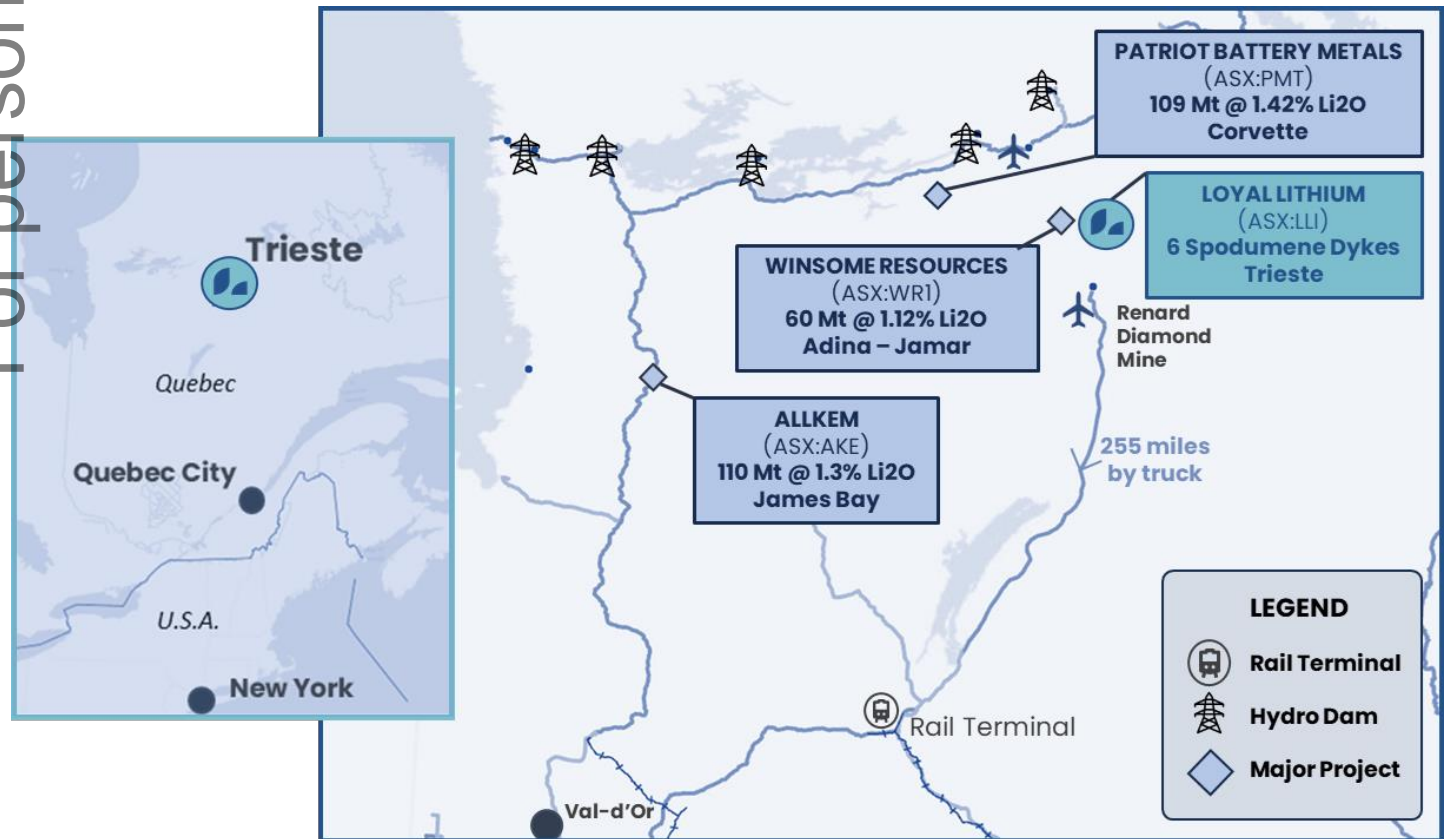 For person
Trieste
Quebec
Quebec City
U.S.A.
New York
PATRIOT BATTERY METALS
(ASX:PMT)
109 Mt @ 1.42% Li2O
Corvette
LOYAL LITHIUM
(ASX:LLI)
6 Spodumene Dykes
Trieste
WINSOME RESOURCES
(ASX:WR1)
60 Mt @ 1.12% Li2O
Adina – Jamar
Renard
Diamond
Mine
ALLKEM
(ASX:AKE)
110 Mt @ 1.3% Li2O
James Bay
255 miles
by truck
Rail Terminal
Val-d'Or
LEGEND
Rail Terminal
Hydro Dam
Major Project